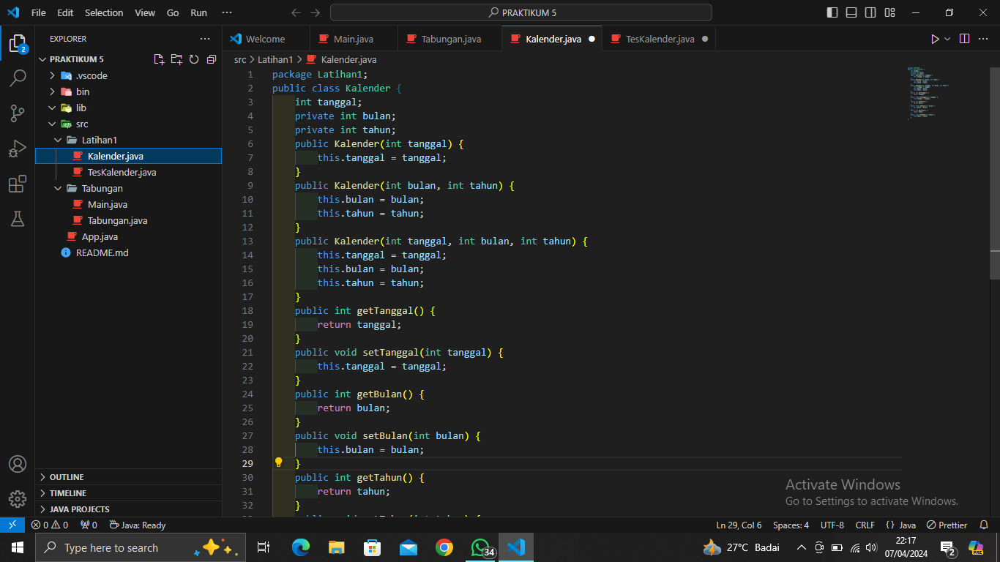 File Edit Selection View Go Run ··· PRAKTIKUM 5
EXPLORER ···
Welcome Main.java Tabungan.java Kalender.java TesKalender.java ···
PRAKTIKUM 5
.vscode
bin
lib
src
Latihan1
Kalender.java
TesKalender.java
Tabungan
Main.java
Tabungan.java
App.java
README.md
OUTLINE
TIMELINE
JAVA PROJECTS
2
src > Latihan1 > Kalender.java
1 package Latihan1;
2 public class Kalender {
3 int tanggal;
4 private int bulan;
5 private int tahun;
6 public Kalender(int tanggal) {
7 this.tanggal = tanggal;
8 }
9 public Kalender(int bulan, int tahun) {
10 this.bulan = bulan;
11 this.tahun = tahun;
12 }
13 public Kalender(int tanggal, int bulan, int tahun) {
14 this.tanggal = tanggal;
15 this.bulan = bulan;
16 this.tahun = tahun;
17 }
18 public int getTanggal() {
19 return tanggal;
20 }
21 public void setTanggal(int tanggal) {
22 this.tanggal = tanggal;
23 }
24 public int getBulan() {
25 return bulan;
26 }
27 public void setBulan(int bulan) {
28 this.bulan = bulan;
29 }
30 public int getTahun() {
31 return tahun;
32 }
Activate Windows
Go to Settings to activate Windows.
0 0 0 Java: Ready Ln 29, Col 6 Spaces: 4 UTF-8 CRLF {} Java Prettier
Type here to search 34 27°C Badai 22:17 2 PRE
07/04/2024